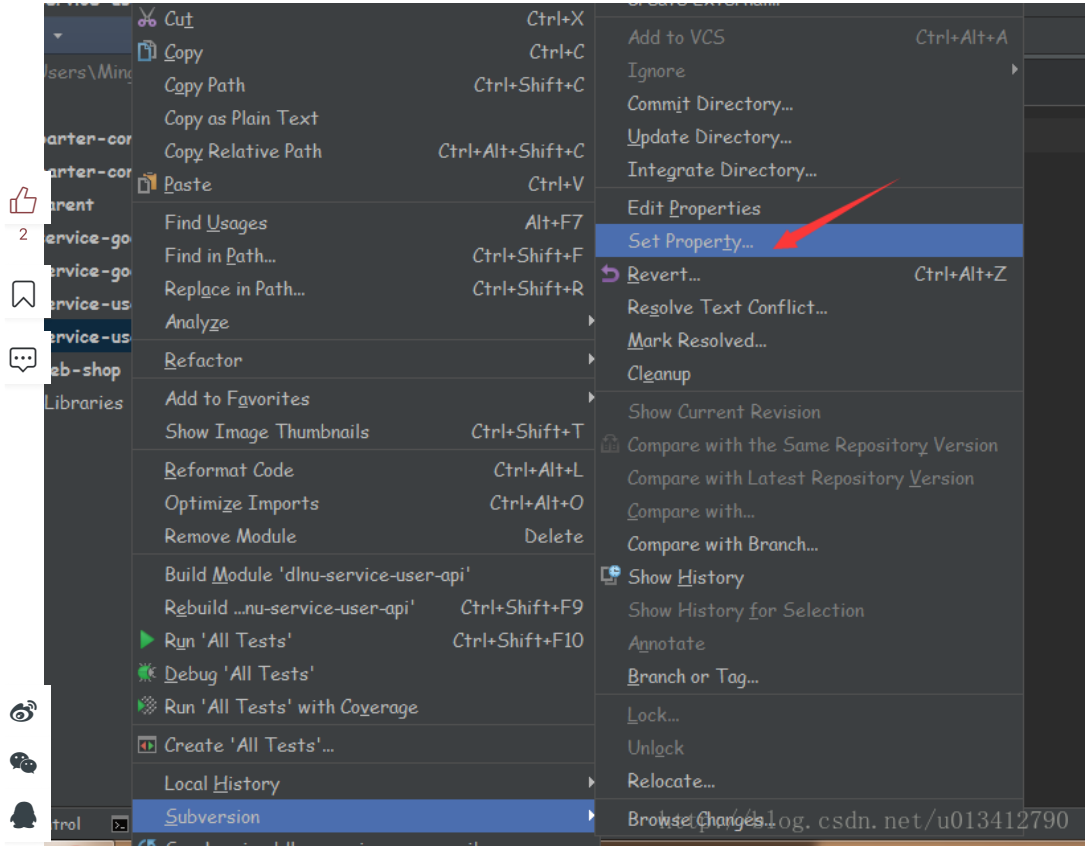 Cut Ctrl+X
Copy Ctrl+C
Copy Path Ctrl+Shift+C
Copy as Plain Text
Copy Relative Path Ctrl+Alt+Shift+C
Paste Ctrl+V
Find Usages Alt+F7
Find in Path... Ctrl+Shift+F
Replace in Path... Ctrl+Shift+R
Analyze
Refactor
Add to Favorites
Show Image Thumbnails Ctrl+Shift+T
Reformat Code Ctrl+Alt+L
Optimize Imports Ctrl+Alt+O
Remove Module Delete
Build Module 'dlnu-service-user-api'
Rebuild ...nu-service-user-api' Ctrl+Shift+F9
Run 'All Tests' Ctrl+Shift+F10
Debug 'All Tests'
Run 'All Tests' with Coverage
Create 'All Tests'...
Local History
Subversion
Add to VCS Ctrl+Alt+A
Ignore
Commit Directory...
Update Directory...
Integrate Directory...
Edit Properties
Set Property...
Revert... Ctrl+Alt+Z
Resolve Text Conflict...
Mark Resolved...
Cleanup
Show Current Revision
Compare with the Same Repository Version
Compare with Latest Repository Version
Compare with...
Compare with Branch...
Show History
Show History for Selection
Annotate
Branch or Tag...
Lock...
Unlock
Relocate...
Browse Changes...
sers\Ming
arter-cor
arter-cor
arent
ervice-go
ervice-go
ervice-us
ervice-us
eb-shop
Libraries
trol
2
http://blog.csdn.net/u013412790